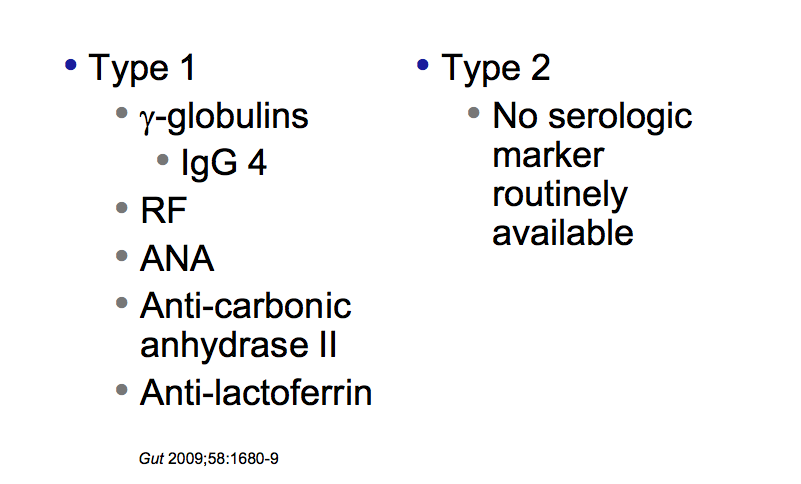 • Type 1
• γ-globulins
• IgG 4
• RF
• ANA
• Anti-carbonic
anhydrase II
• Anti-lactoferrin
• Type 2
• No serologic
marker
routinely
available
Gut 2009;58:1680-9